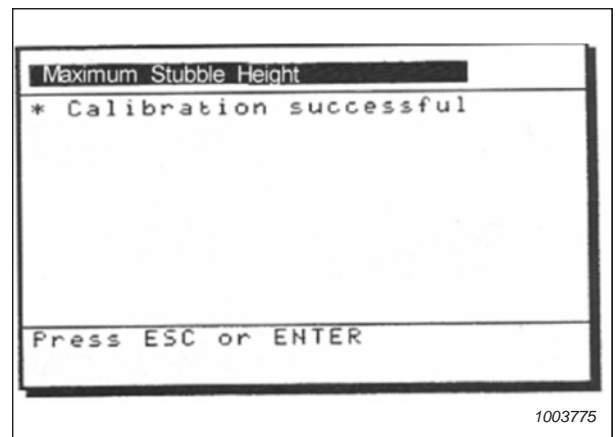 Maximum Stubble Height
* Calibration successful
Press ESC or ENTER
1003775